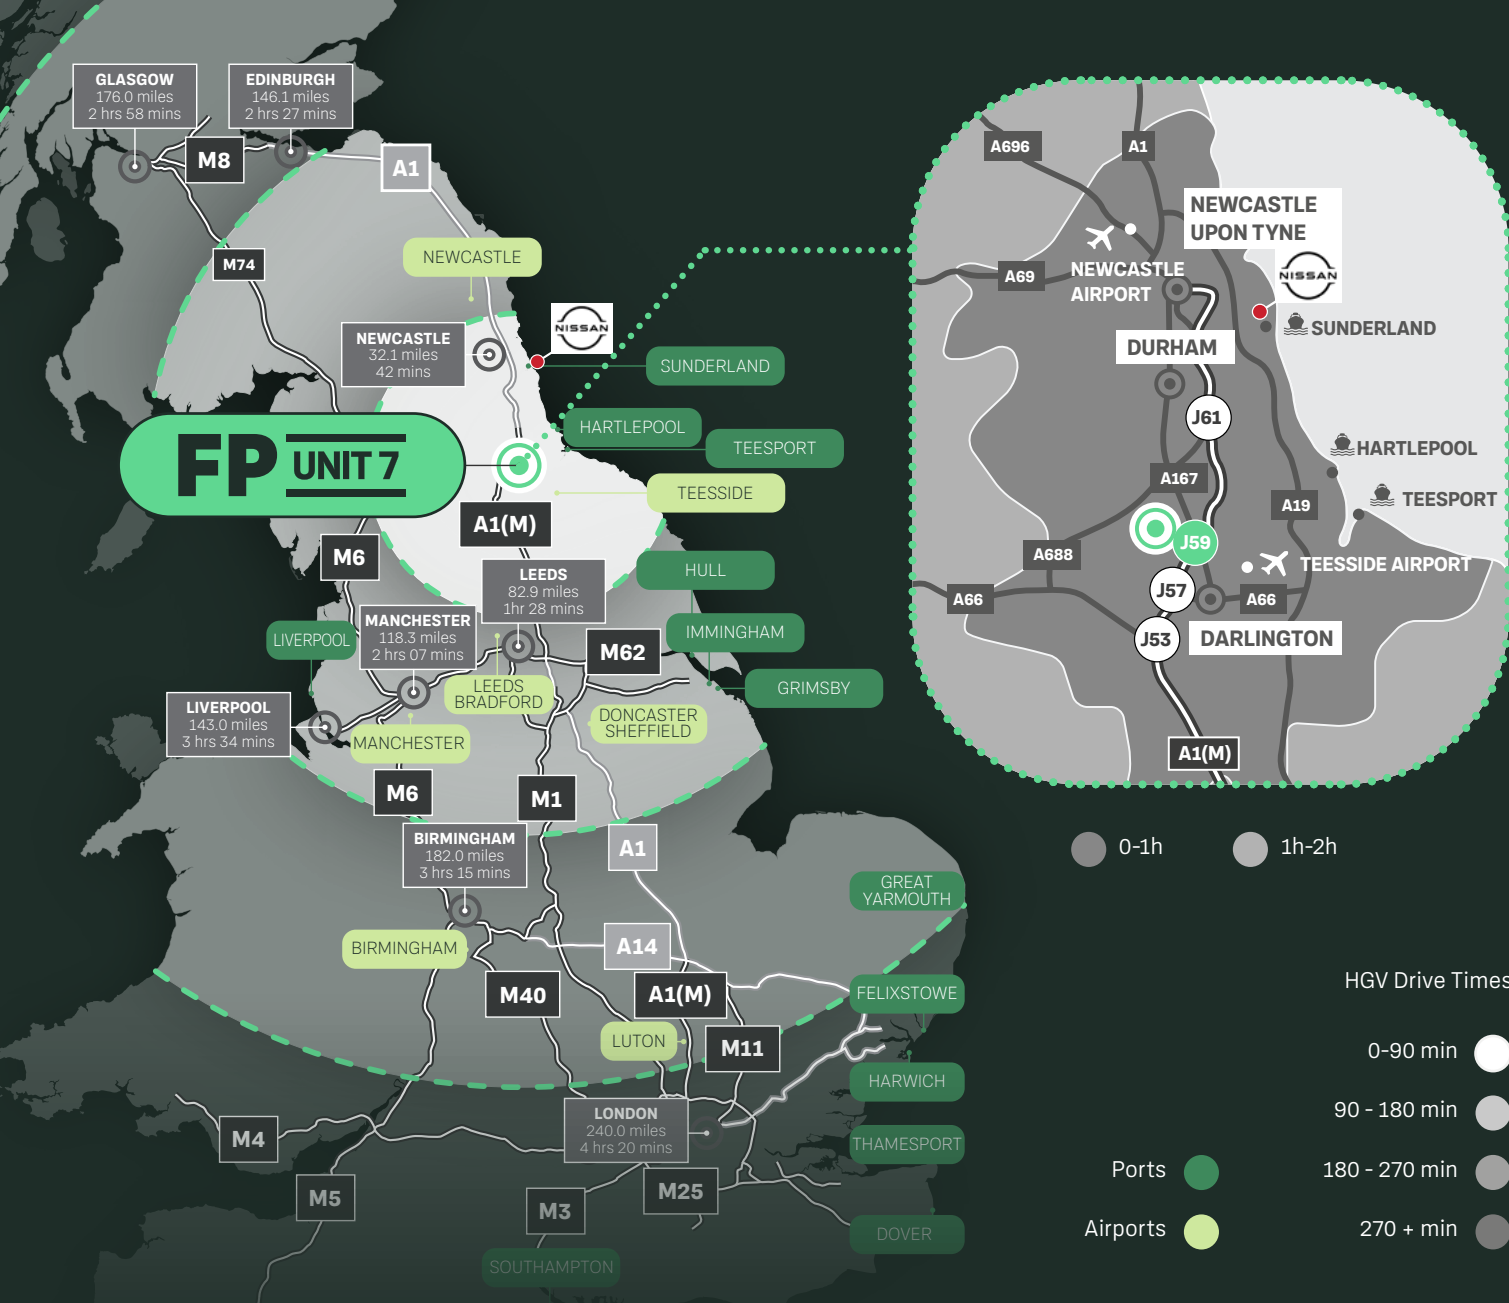 GLASGOW
176.0 miles
2 hrs 58 mins
EDINBURGH
146.1 miles
2 hrs 27 mins
M8
A1
M74
NEWCASTLE
NEWCASTLE
32.1 miles
42 mins
NISSAN
SUNDERLAND
HARTLEPOOL
TEESPORT
TEESSIDE
FP UNIT 7
A1(M)
M6
LEEDS
82.9 miles
1hr 28 mins
HULL
MANCHESTER
118.3 miles
2 hrs 07 mins
LIVERPOOL
IMMINGHAM
M62
GRIMSBY
LEEDS
BRADFORD
LIVERPOOL
143.0 miles
3 hrs 34 mins
DONCASTER
SHEFFIELD
MANCHESTER
M6
M1
BIRMINGHAM
182.0 miles
3 hrs 15 mins
A1
GREAT
YARMOUTH
BIRMINGHAM
A14
M40
A1(M)
FELIXSTOWE
LUTON
M11
HARWICH
LONDON
240.0 miles
4 hrs 20 mins
M4
THAMESPORT
M5
M3
M25
DOVER
SOUTHAMPTON
A696
A1
NEWCASTLE
UPON TYNE
NISSAN
A69
NEWCASTLE
AIRPORT
SUNDERLAND
DURHAM
J61
HARTLEPOOL
A167
TEESPORT
A19
J59
A688
TEESSIDE AIRPORT
J57
A66
A66
J53
DARLINGTON
A1(M)
0-1h
1h-2h
HGV Drive Times
0-90 min
90 - 180 min
Ports
180 - 270 min
Airports
270 + min